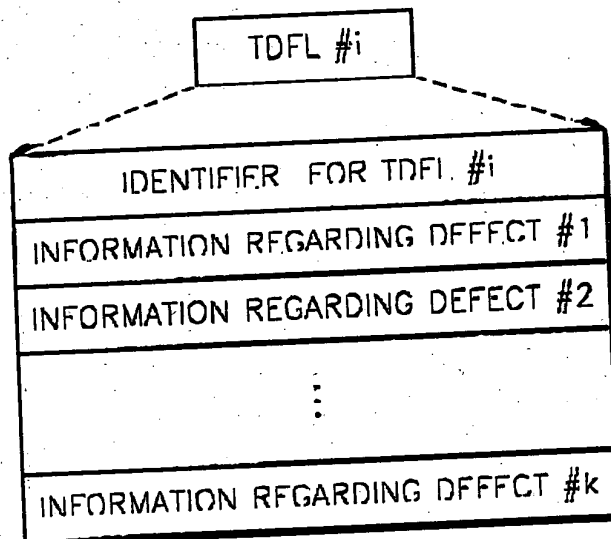 TDFL #i
IDENTIFIER FOR TDFL #i
INFORMATION REGARDING DEFECT #1
INFORMATION REGARDING DEFECT #2
⋮
INFORMATION REGARDING DEFECT #k